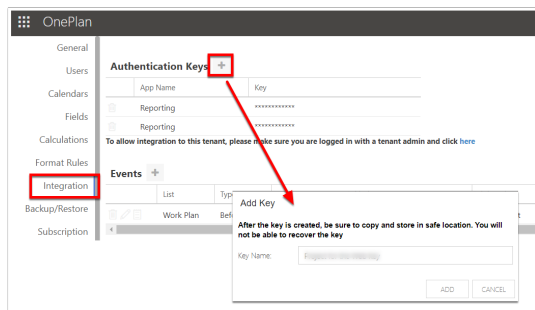 OnePlan
General
Users
Calendars
Fields
Calculations
Format Rules
Integration
Backup/Restore
Subscription
Authentication Keys +
App Name Key
Reporting ************
Reporting ************
To allow integration to this tenant, please make sure you are logged in with a tenant admin and click here
Events +
List
Work Plan
Add Key
After the key is created, be sure to copy and store in safe location. You will
not be able to recover the key
Key Name:
ADD CANCEL